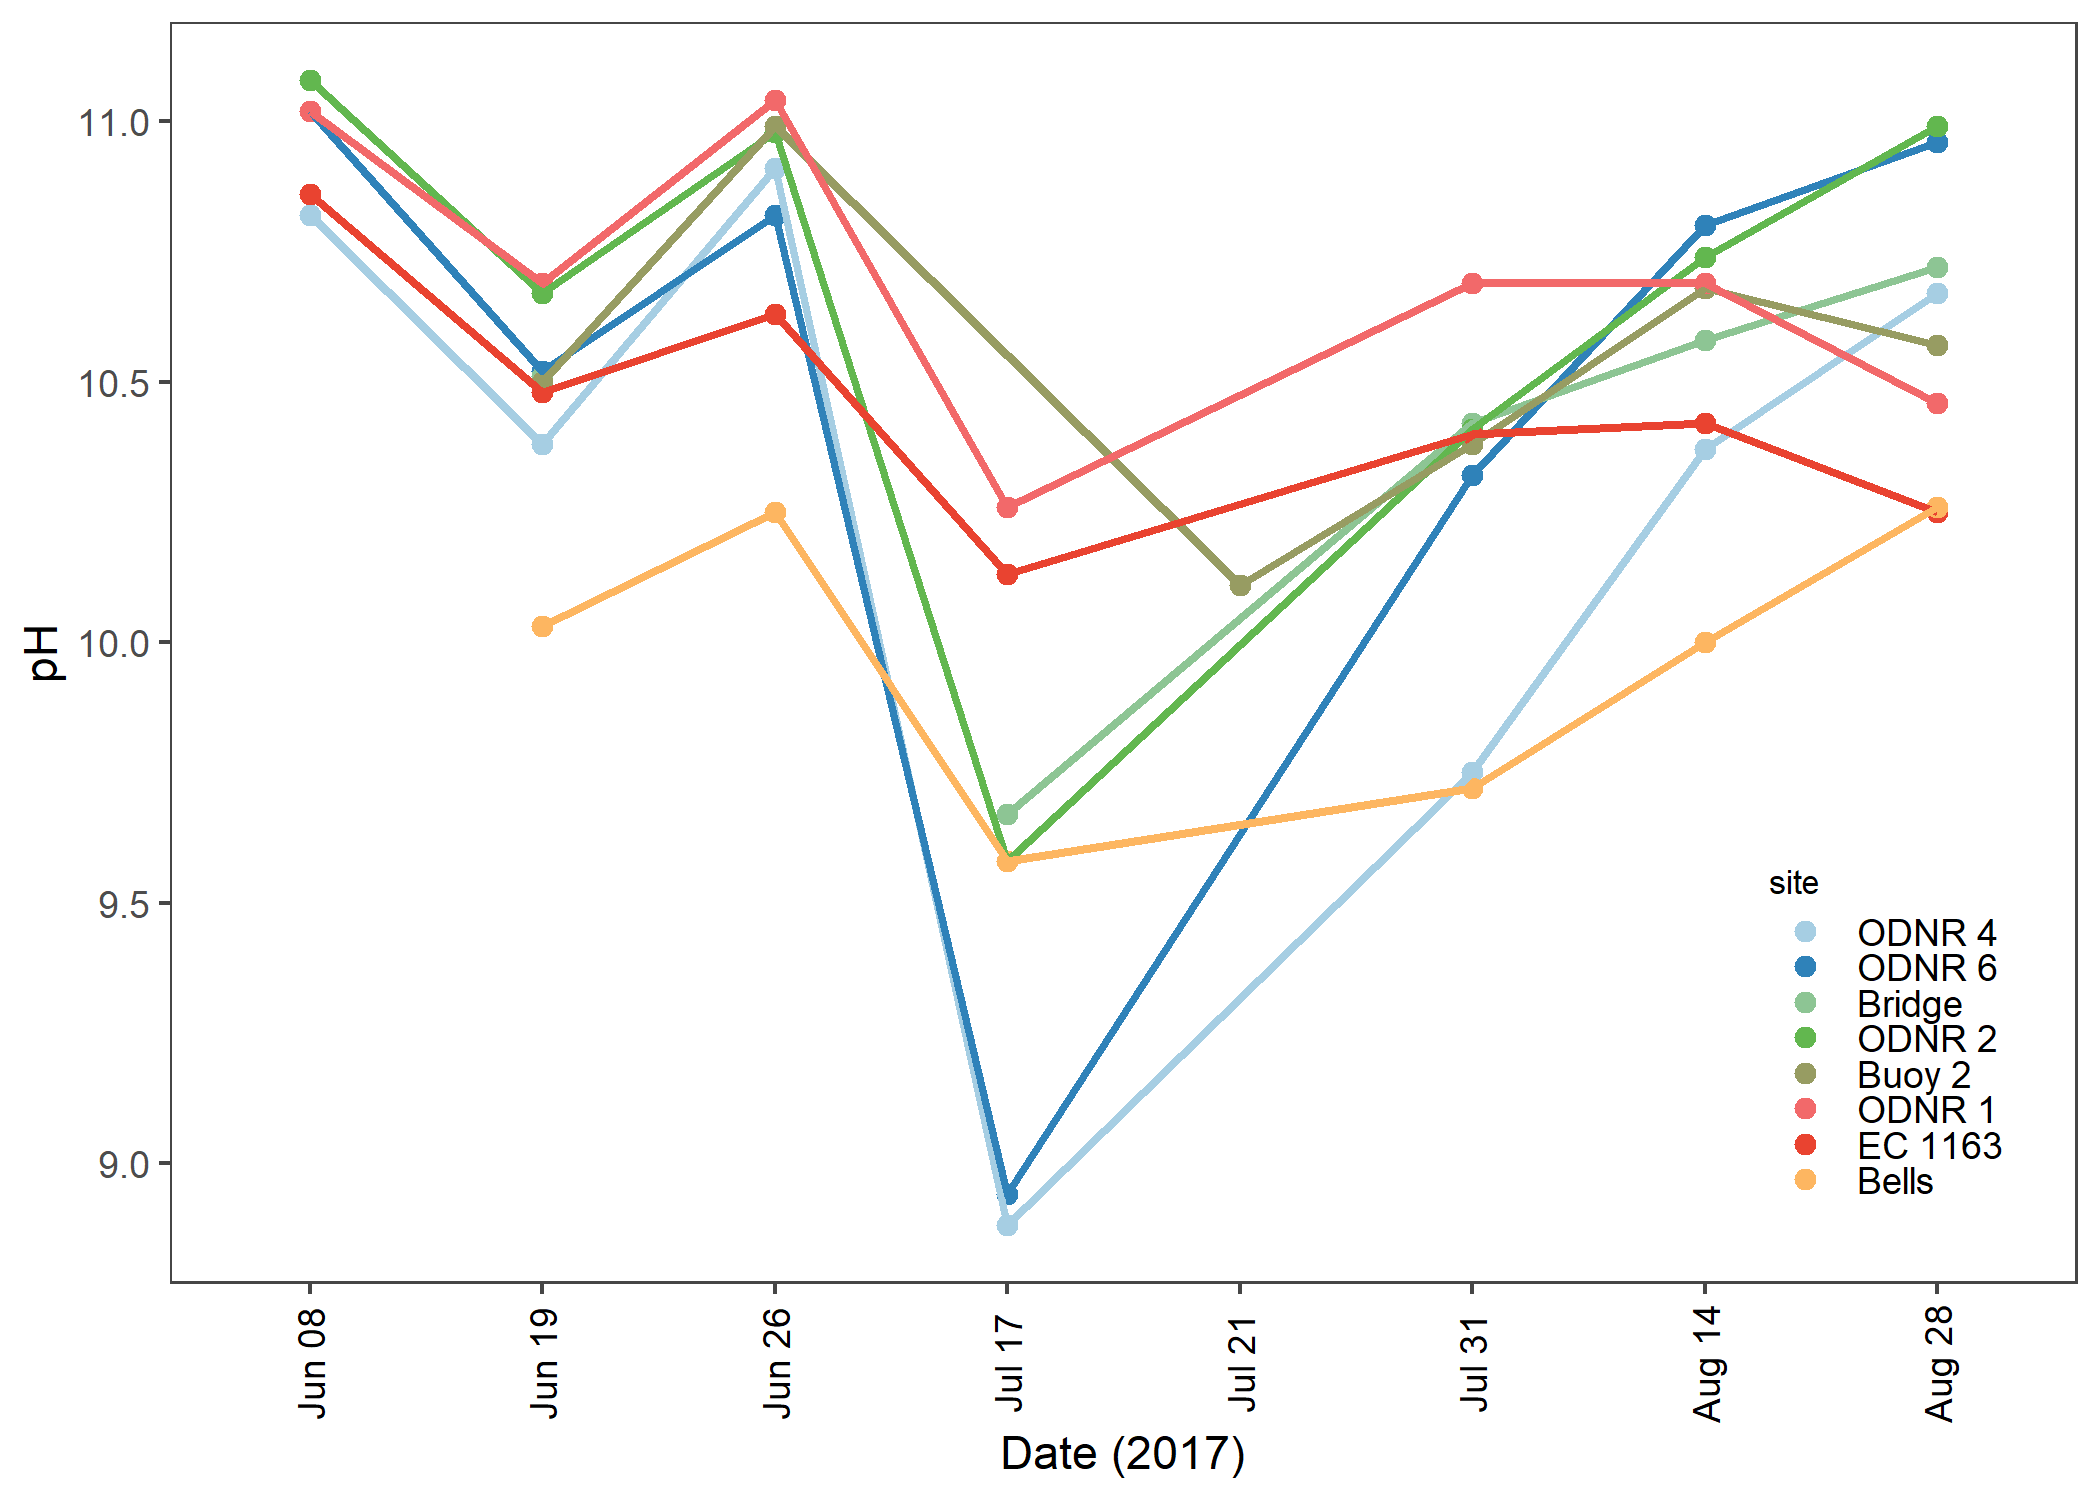 pH
11.0
10.5
10.0
9.5
9.0
site
ODNR 4
ODNR 6
Bridge
ODNR 2
Buoy 2
ODNR 1
EC 1163
Bells
Jun 08
Jun 19
Jun 26
Jul 17
Jul 21
Jul 31
Aug 14
Aug 28
Date (2017)